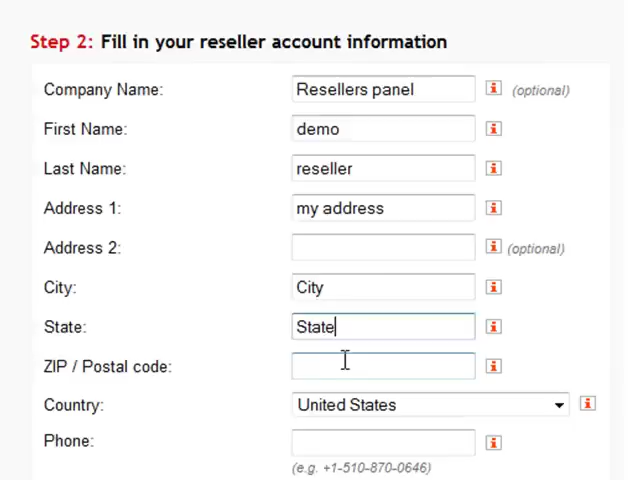 Step 2: Fill in your reseller account information
Company Name: Resellers panel (optional)
First Name: demo
Last Name: reseller
Address 1: my address
Address 2: (optional)
City: City
State: State
ZIP / Postal code:
Country: United States
Phone:
(e.g. +1-510-870-0646)